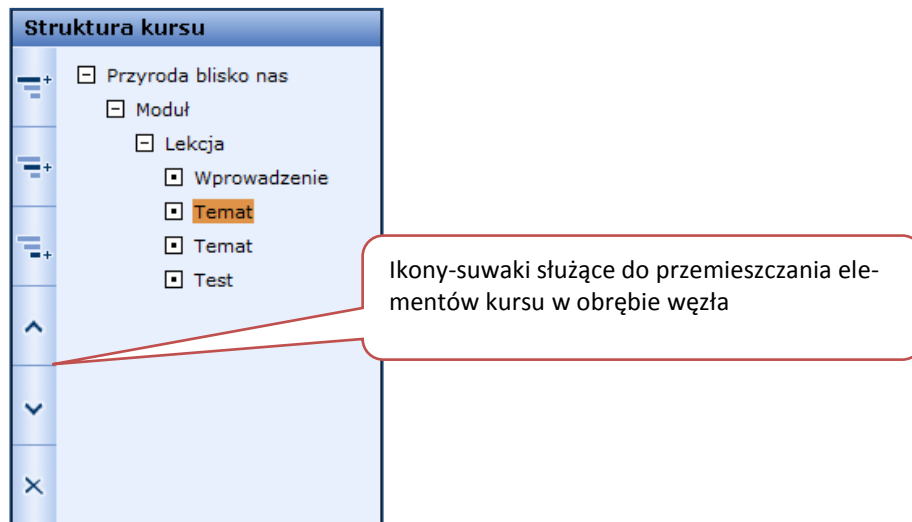 Struktura kursu
Przyroda blisko nas
Moduł
Lekcja
Wprowadzenie
Temat
Temat
Test
Ikony-suwaki służące do przemieszczania ele-
mentów kursu w obrębie węzła